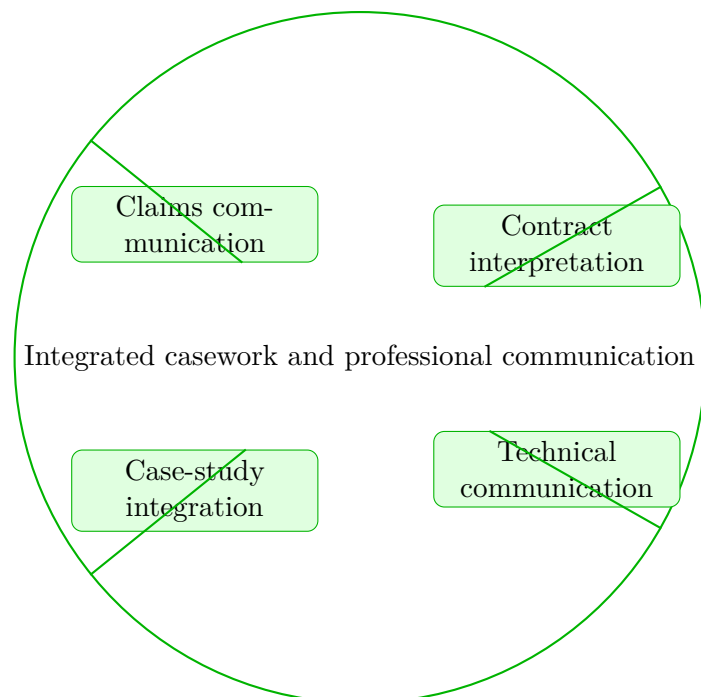 Claims com-
munication
Contract
interpretation
Integrated casework and professional communication
Case-study
integration
Technical
communication